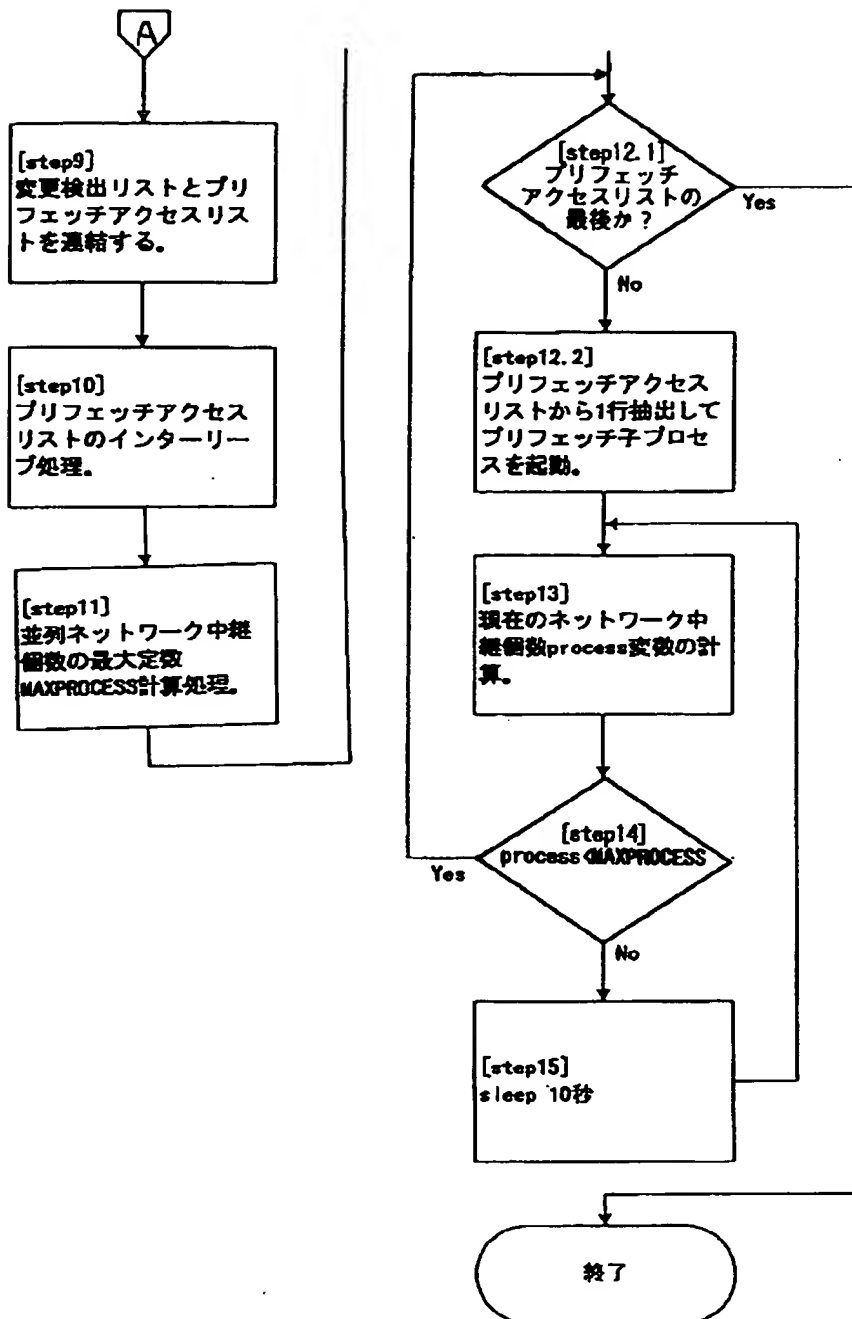 A
[step9]
変更検出リストとプリ
フェッチアクセスリス
トを連結する。
[step10]
プリフェッチアクセス
リストのインターリー
ブ処理。
[step11]
並列ネットワーク中継
個数の最大定数
MAXPROCESS計算処理。
[step12.1]
プリフェッチ
アクセスリストの
最後か?
Yes
No
[step12.2]
プリフェッチアクセス
リストから1行抽出して
プリフェッチ子プロセ
スを起動。
[step13]
現在のネットワーク中
継個数process変数の計
算。
[step14]
process<MAXPROCESS
Yes
No
[step15]
sleep 10秒
終了